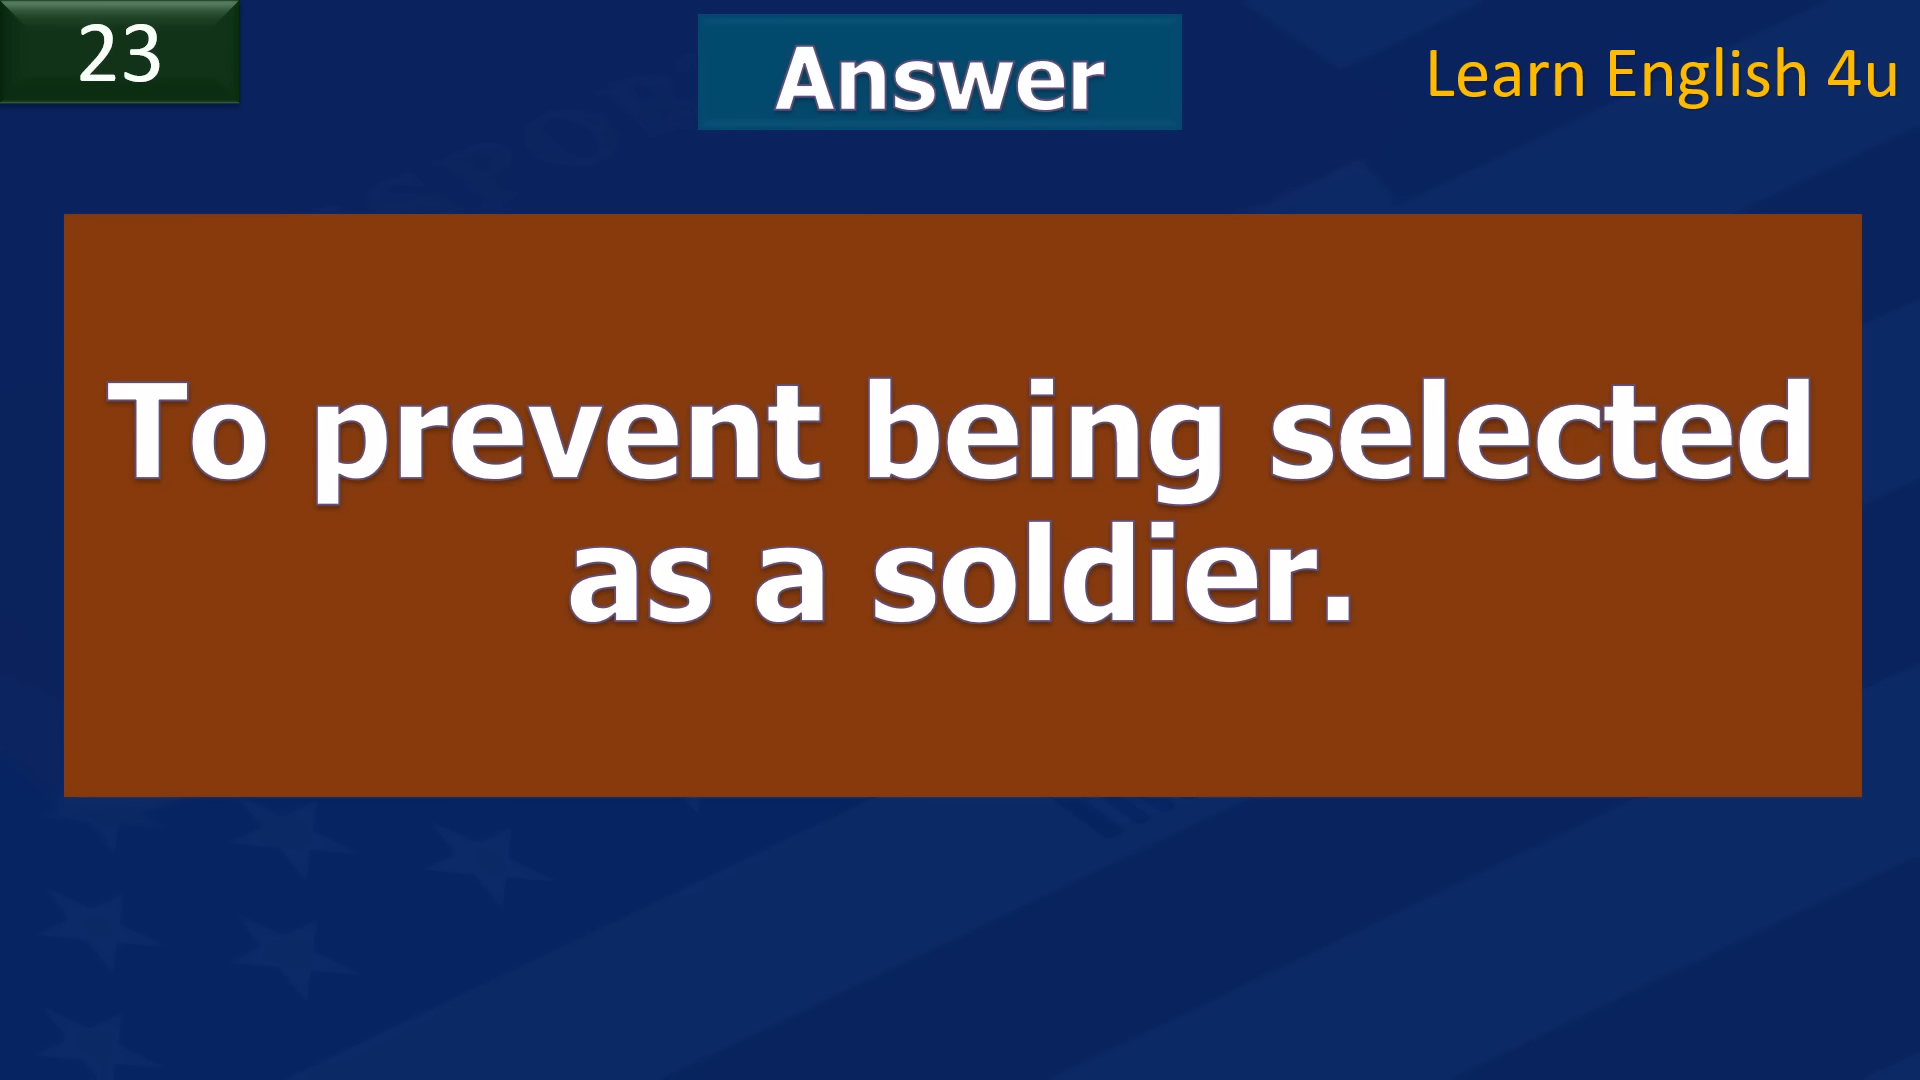 23
Answer
Learn English 4u
To prevent being selected
as a soldier.